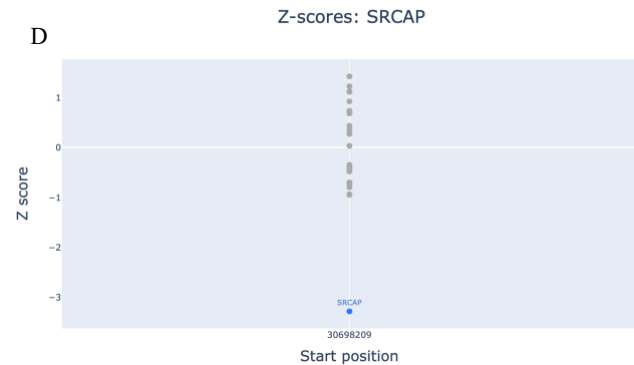 Z-scores: SRCAP
D
1
0
−1
−2
−3
Z score
SRCAP
30698209
Start position